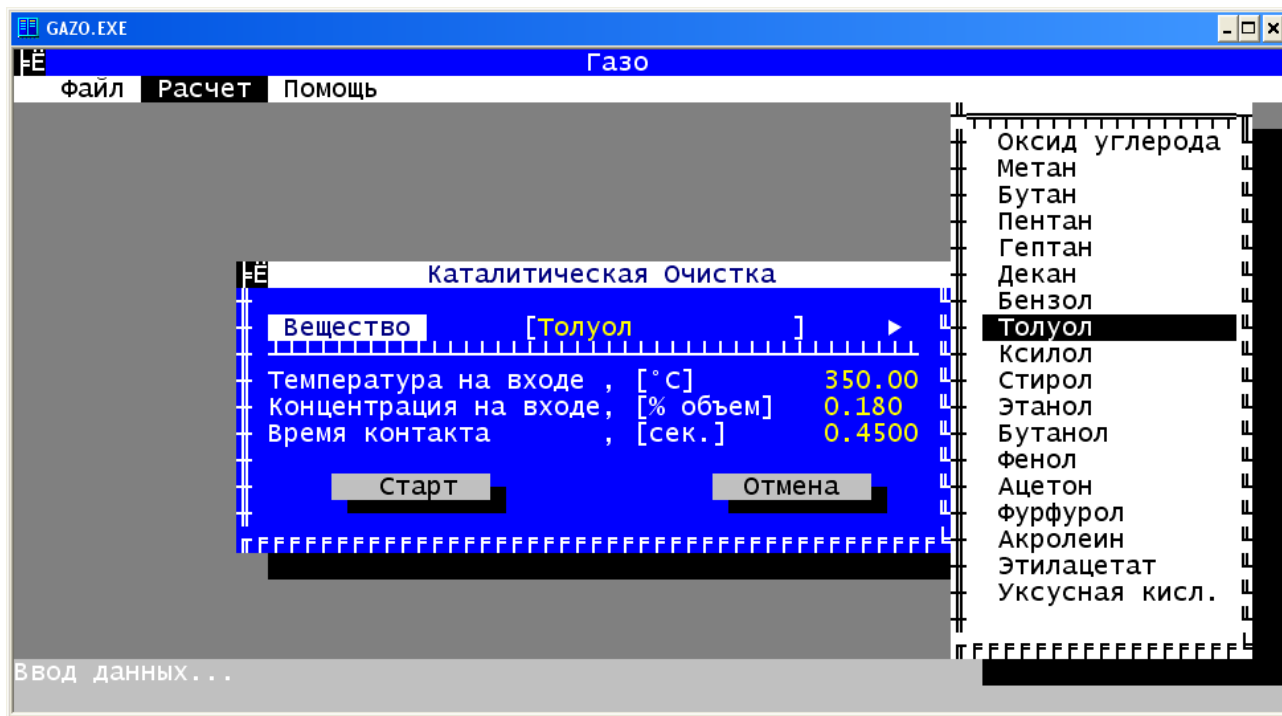 GAZO.EXE
╞Ё Газо
Файл Расчет Помощь
╞Ё Каталитическая Очистка
Вещество [Толуол ] ►
Температура на входе , [°C] 350.00
Концентрация на входе, [% объем] 0.180
Время контакта , [сек.] 0.4500
Старт Отмена
Оксид углерода
Метан
Бутан
Пентан
Гептан
Декан
Бензол
Толуол
Ксилол
Стирол
Этанол
Бутанол
Фенол
Ацетон
Фурфурол
Акролеин
Этилацетат
Уксусная кисл.
Ввод данных...